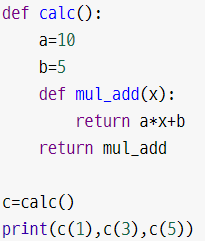 def calc():
    a=10
    b=5
    def mul_add(x):
        return a*x+b
    return mul_add

c=calc()
print(c(1),c(3),c(5))